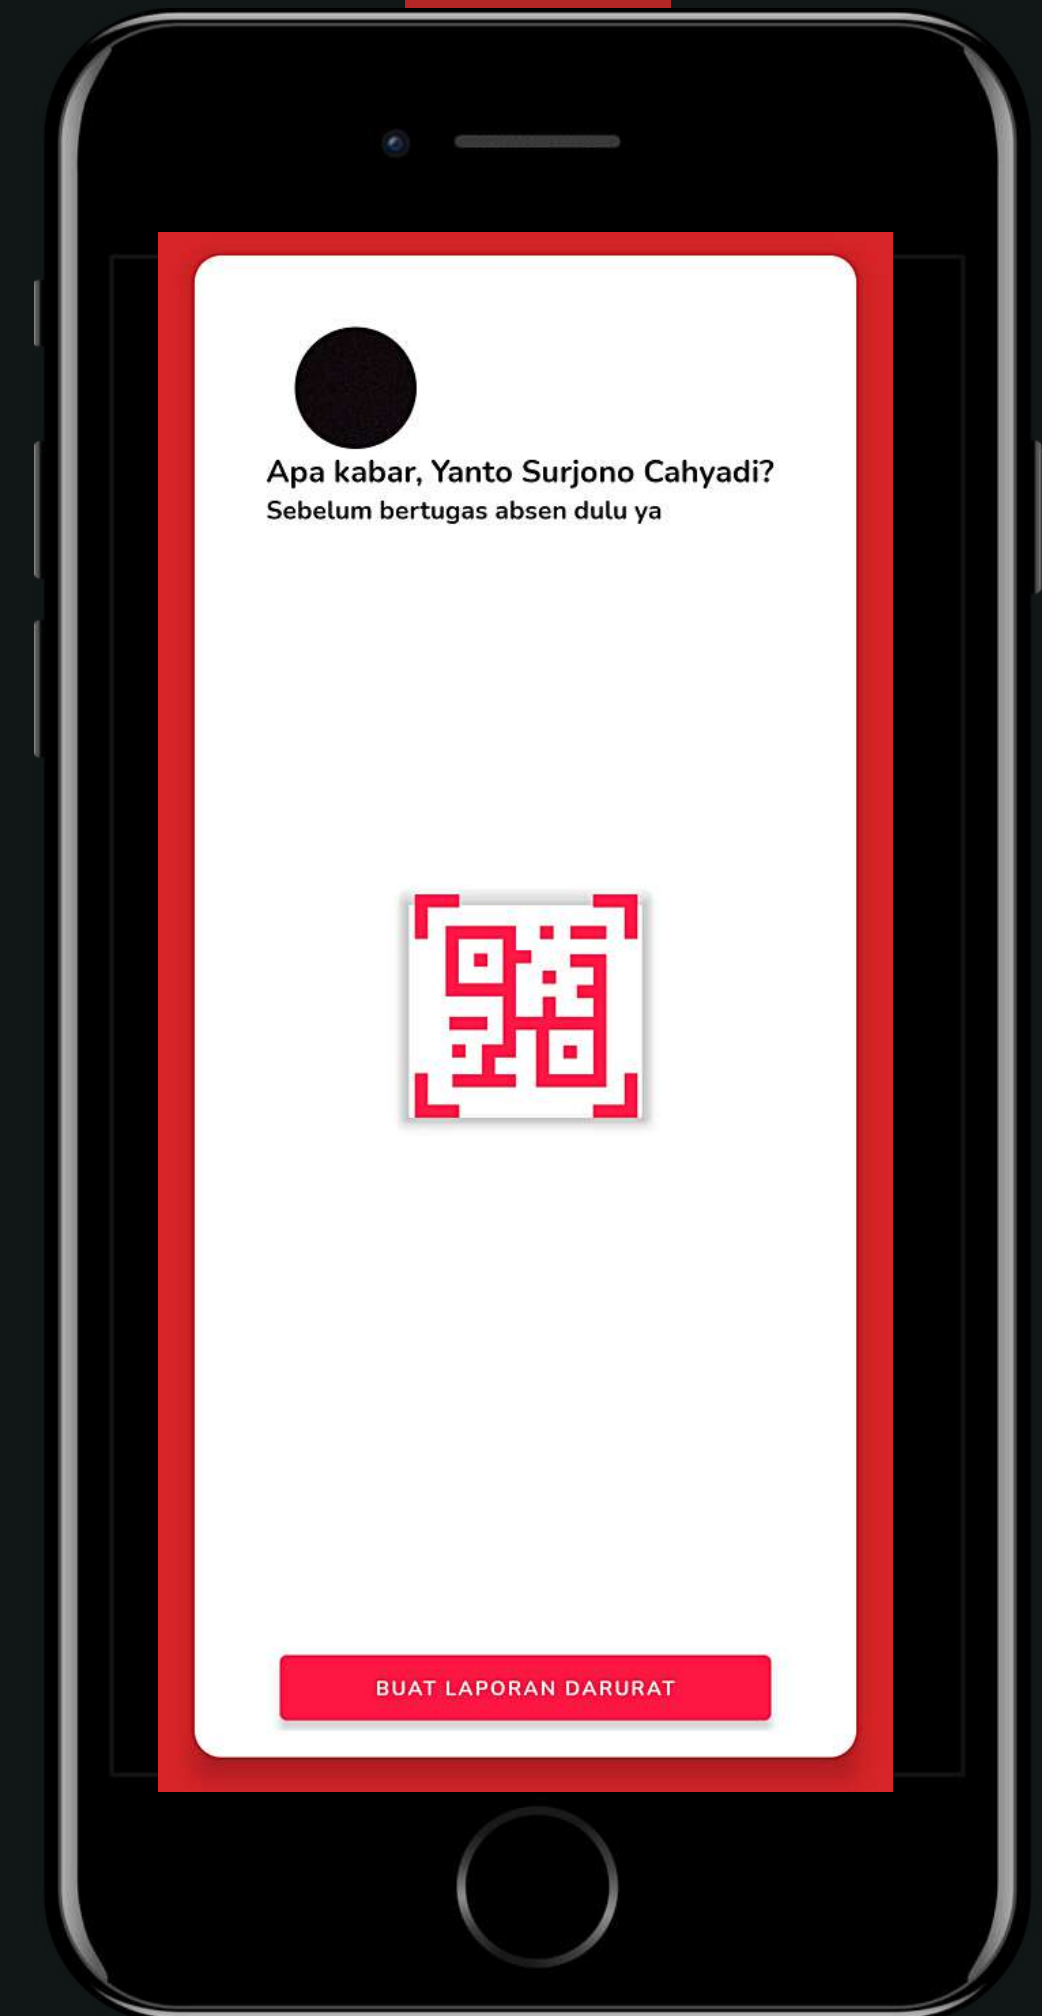 Apa kabar, Yanto Surjono Cahyadi?
Sebelum bertugas absen dulu ya
BUAT LAPORAN DARURAT